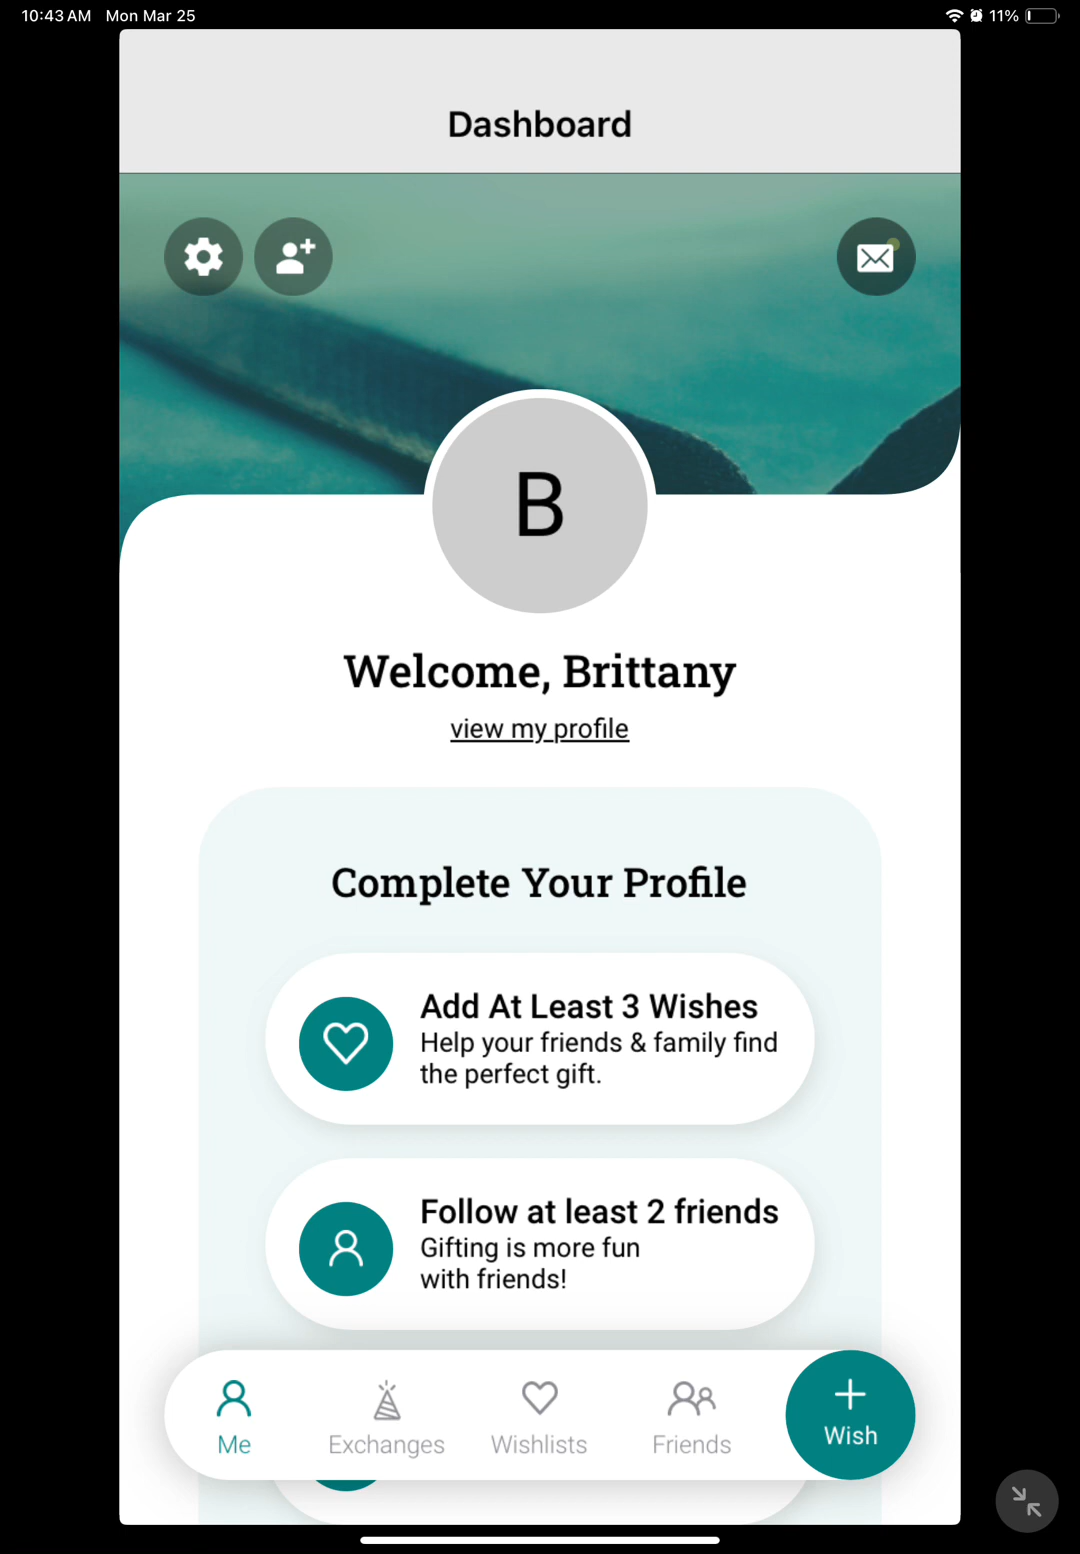 10:43 AM Mon Mar 25
11%
Dashboard
B
Welcome, Brittany
view my profile
Complete Your Profile
Add At Least 3 Wishes
Help your friends & family find
the perfect gift.
Follow at least 2 friends
Gifting is more fun
with friends!
Me
Exchanges
Wishlists
Friends
Wish